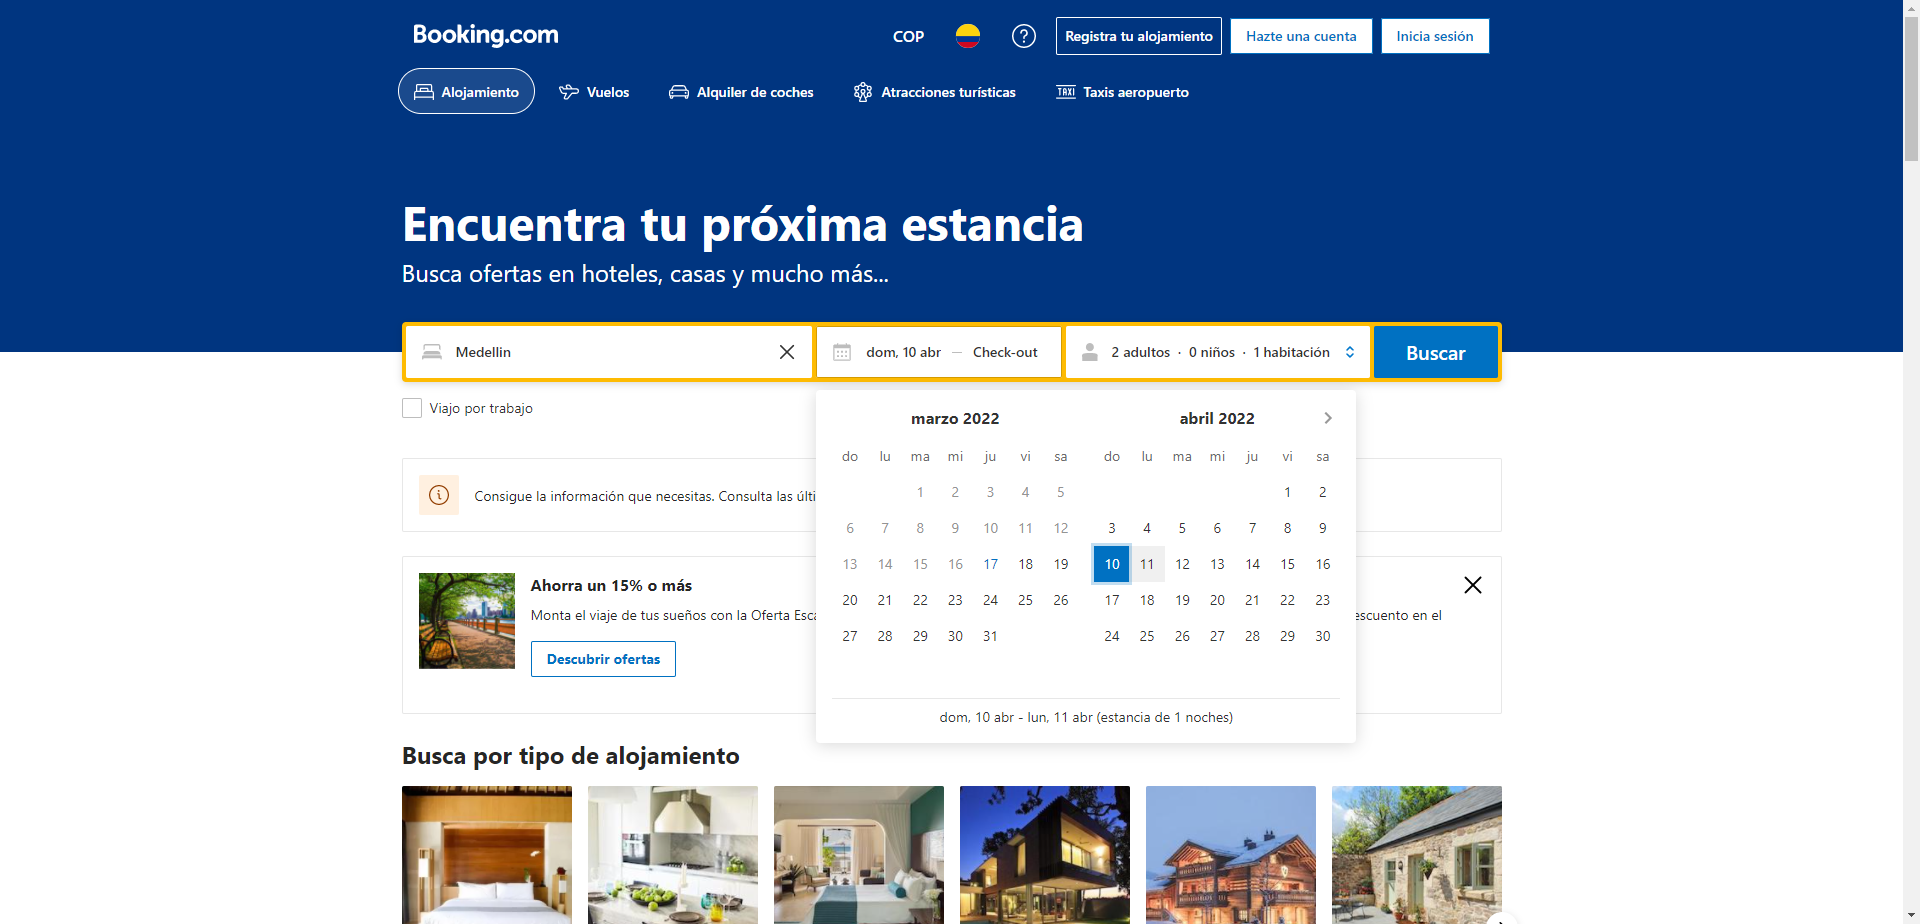 Booking.com
COP
Registra tu alojamiento
Hazte una cuenta
Inicia sesión
Alojamiento
Vuelos
Alquiler de coches
Atracciones turísticas
TAXI
Taxis aeropuerto
Encuentra tu próxima estancia
Busca ofertas en hoteles, casas y mucho más...
Medellin
dom, 10 abr — Check-out
2 adultos · 0 niños · 1 habitación
Buscar
Viajo por trabajo
marzo 2022
do lu ma mi ju vi sa
1 2 3 4 5
6 7 8 9 10 11 12
13 14 15 16 17 18 19
20 21 22 23 24 25 26
27 28 29 30 31
abril 2022
do lu ma mi ju vi sa
1 2
3 4 5 6 7 8 9
10 11 12 13 14 15 16
17 18 19 20 21 22 23
24 25 26 27 28 29 30
dom, 10 abr - lun, 11 abr (estancia de 1 noches)
Consigue la información que necesitas. Consulta las últi
Ahorra un 15% o más
Monta el viaje de tus sueños con la Oferta Esca
escuento en el
Descubrir ofertas
Busca por tipo de alojamiento